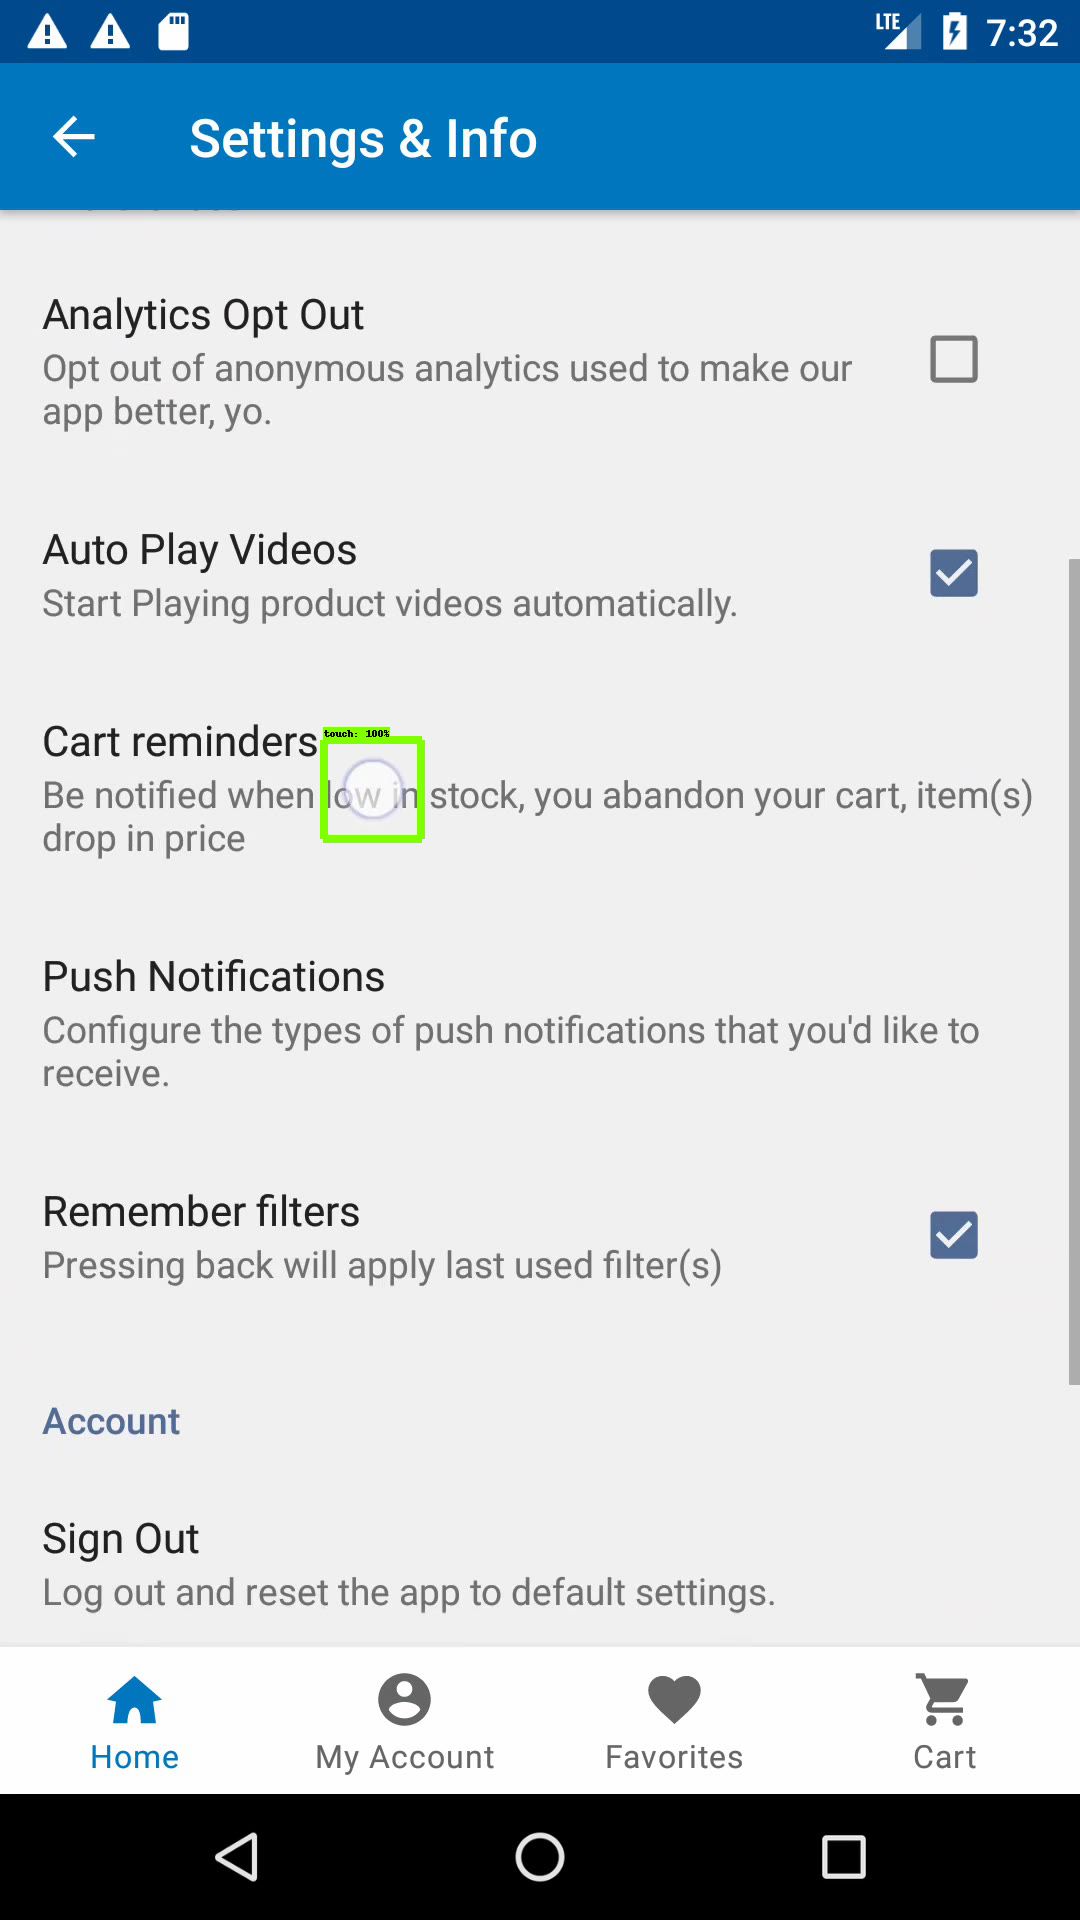 LTE 7:32
Settings & Info
Analytics Opt Out
Opt out of anonymous analytics used to make our
app better, yo.
Auto Play Videos
Start Playing product videos automatically.
touch: 100%
Cart reminders
Be notified when low in stock, you abandon your cart, item(s)
drop in price
Push Notifications
Configure the types of push notifications that you'd like to
receive.
Remember filters
Pressing back will apply last used filter(s)
Account
Sign Out
Log out and reset the app to default settings.
Home
My Account
Favorites
Cart